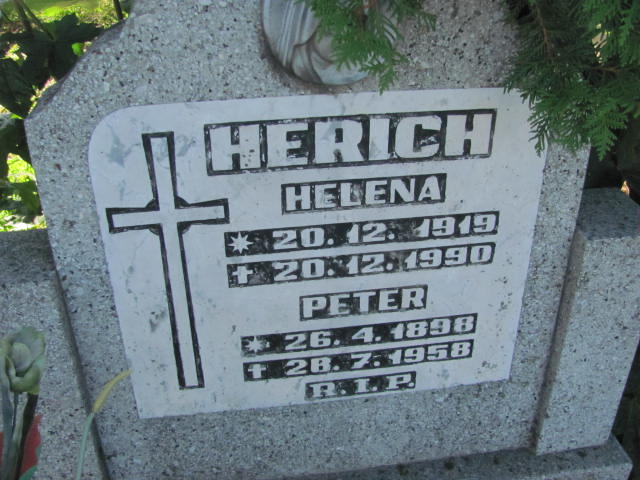 HERICH
HELENA
* 20. 12. 1919
✝ 20. 12. 1990
PETER
* 26. 4. 1898
✝ 28. 7. 1958
R. I. P.